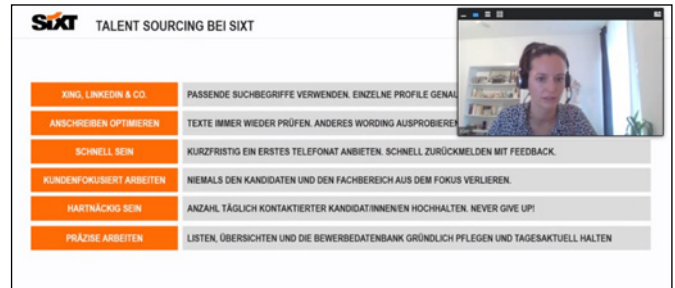 SIXT TALENT SOURCING BEI SIXT
XING, LINKEDIN & CO. PASSENDE SUCHBEGRIFFE VERWENDEN. EINZELNE PROFILE
ANSCHREIBEN OPTIMIEREN TEXTE IMMER WIEDER PRÜFEN. ANDERES WORDING
SCHNELL SEIN KURZFRISTIG EIN ERSTES TELEFONAT ANBIETEN. SCHNELL ZURÜCKMELDEN MIT FEEDBACK.
KUNDENFOKUSIERT ARBEITEN NIEMALS DEN KANDIDATEN UND DEN FACHBEREICH AUS DEM FOKUS VERLIEREN.
HARTNÄCKIG SEIN ANZAHL TÄGLICH KONTAKTIERTER KANDIDAT/INNEN/EN HOCHHALTEN. NEVER GIVE UP!
PRÄZISE ARBEITEN LISTEN, ÜBERSICHTEN UND DIE BEWERBEDATENBANK GRÜNDLICH PFLEGEN UND TAGESAKTUELL HALTEN